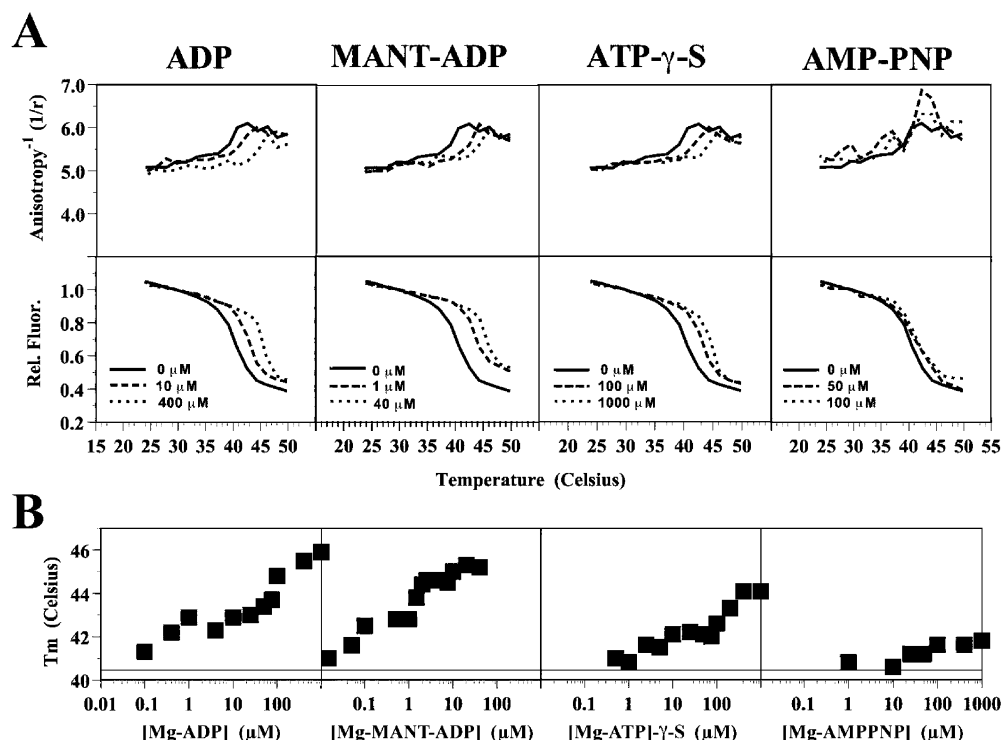 A
ADP MANT-ADP ATP-γ-S AMP-PNP
Anisotropy⁻¹ (1/r)
7.0
6.0
5.0
4.0
Rel. Fluor.
1.0
0.8
0.6
0.4
0.2
0 μM
10 μM
400 μM
0 μM
1 μM
40 μM
0 μM
100 μM
1000 μM
0 μM
50 μM
100 μM
15 20 25 30 35 40 45 50 20 25 30 35 40 45 50 20 25 30 35 40 45 50 20 25 30 35 40 45 50 55
Temperature (Celsius)
B
Tm (Celsius)
46
44
42
40
0.01 0.1 1 10 100 0.1 1 10 100 0.1 1 10 100 0.1 1 10 100 1000
[Mg-ADP] (μM) [Mg-MANT-ADP] (μM) [Mg-ATP]-γ-S (μM) [Mg-AMPPNP] (μM)